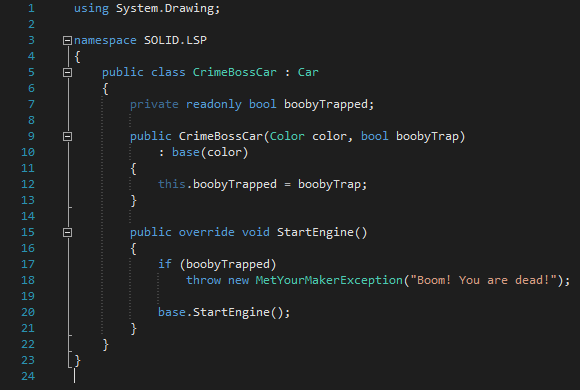 1 using System.Drawing;
2
3 namespace SOLID.LSP
4 {
5 public class CrimeBossCar : Car
6 {
7 private readonly bool boobyTrapped;
8
9 public CrimeBossCar(Color color, bool boobyTrap)
10 : base(color)
11 {
12 this.boobyTrapped = boobyTrap;
13 }
14
15 public override void StartEngine()
16 {
17 if (boobyTrapped)
18 throw new MetYourMakerException("Boom! You are dead!");
19
20 base.StartEngine();
21 }
22 }
23 }
24